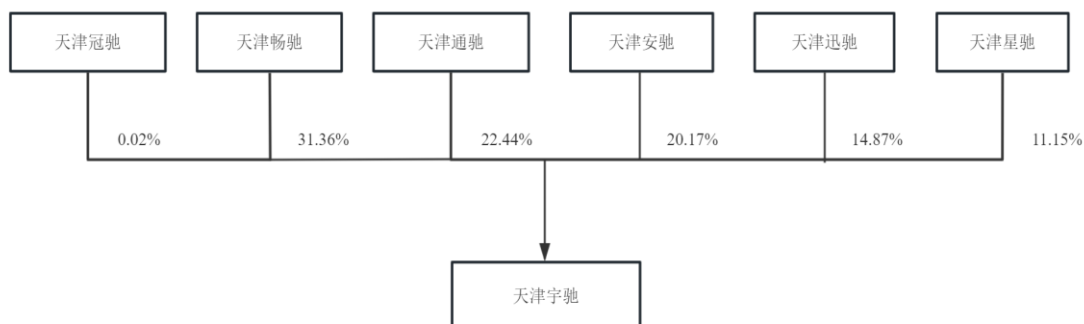 天津冠驰
天津畅驰
天津通驰
天津安驰
天津迅驰
天津星驰
0.02%
31.36%
22.44%
20.17%
14.87%
11.15%
天津宇驰